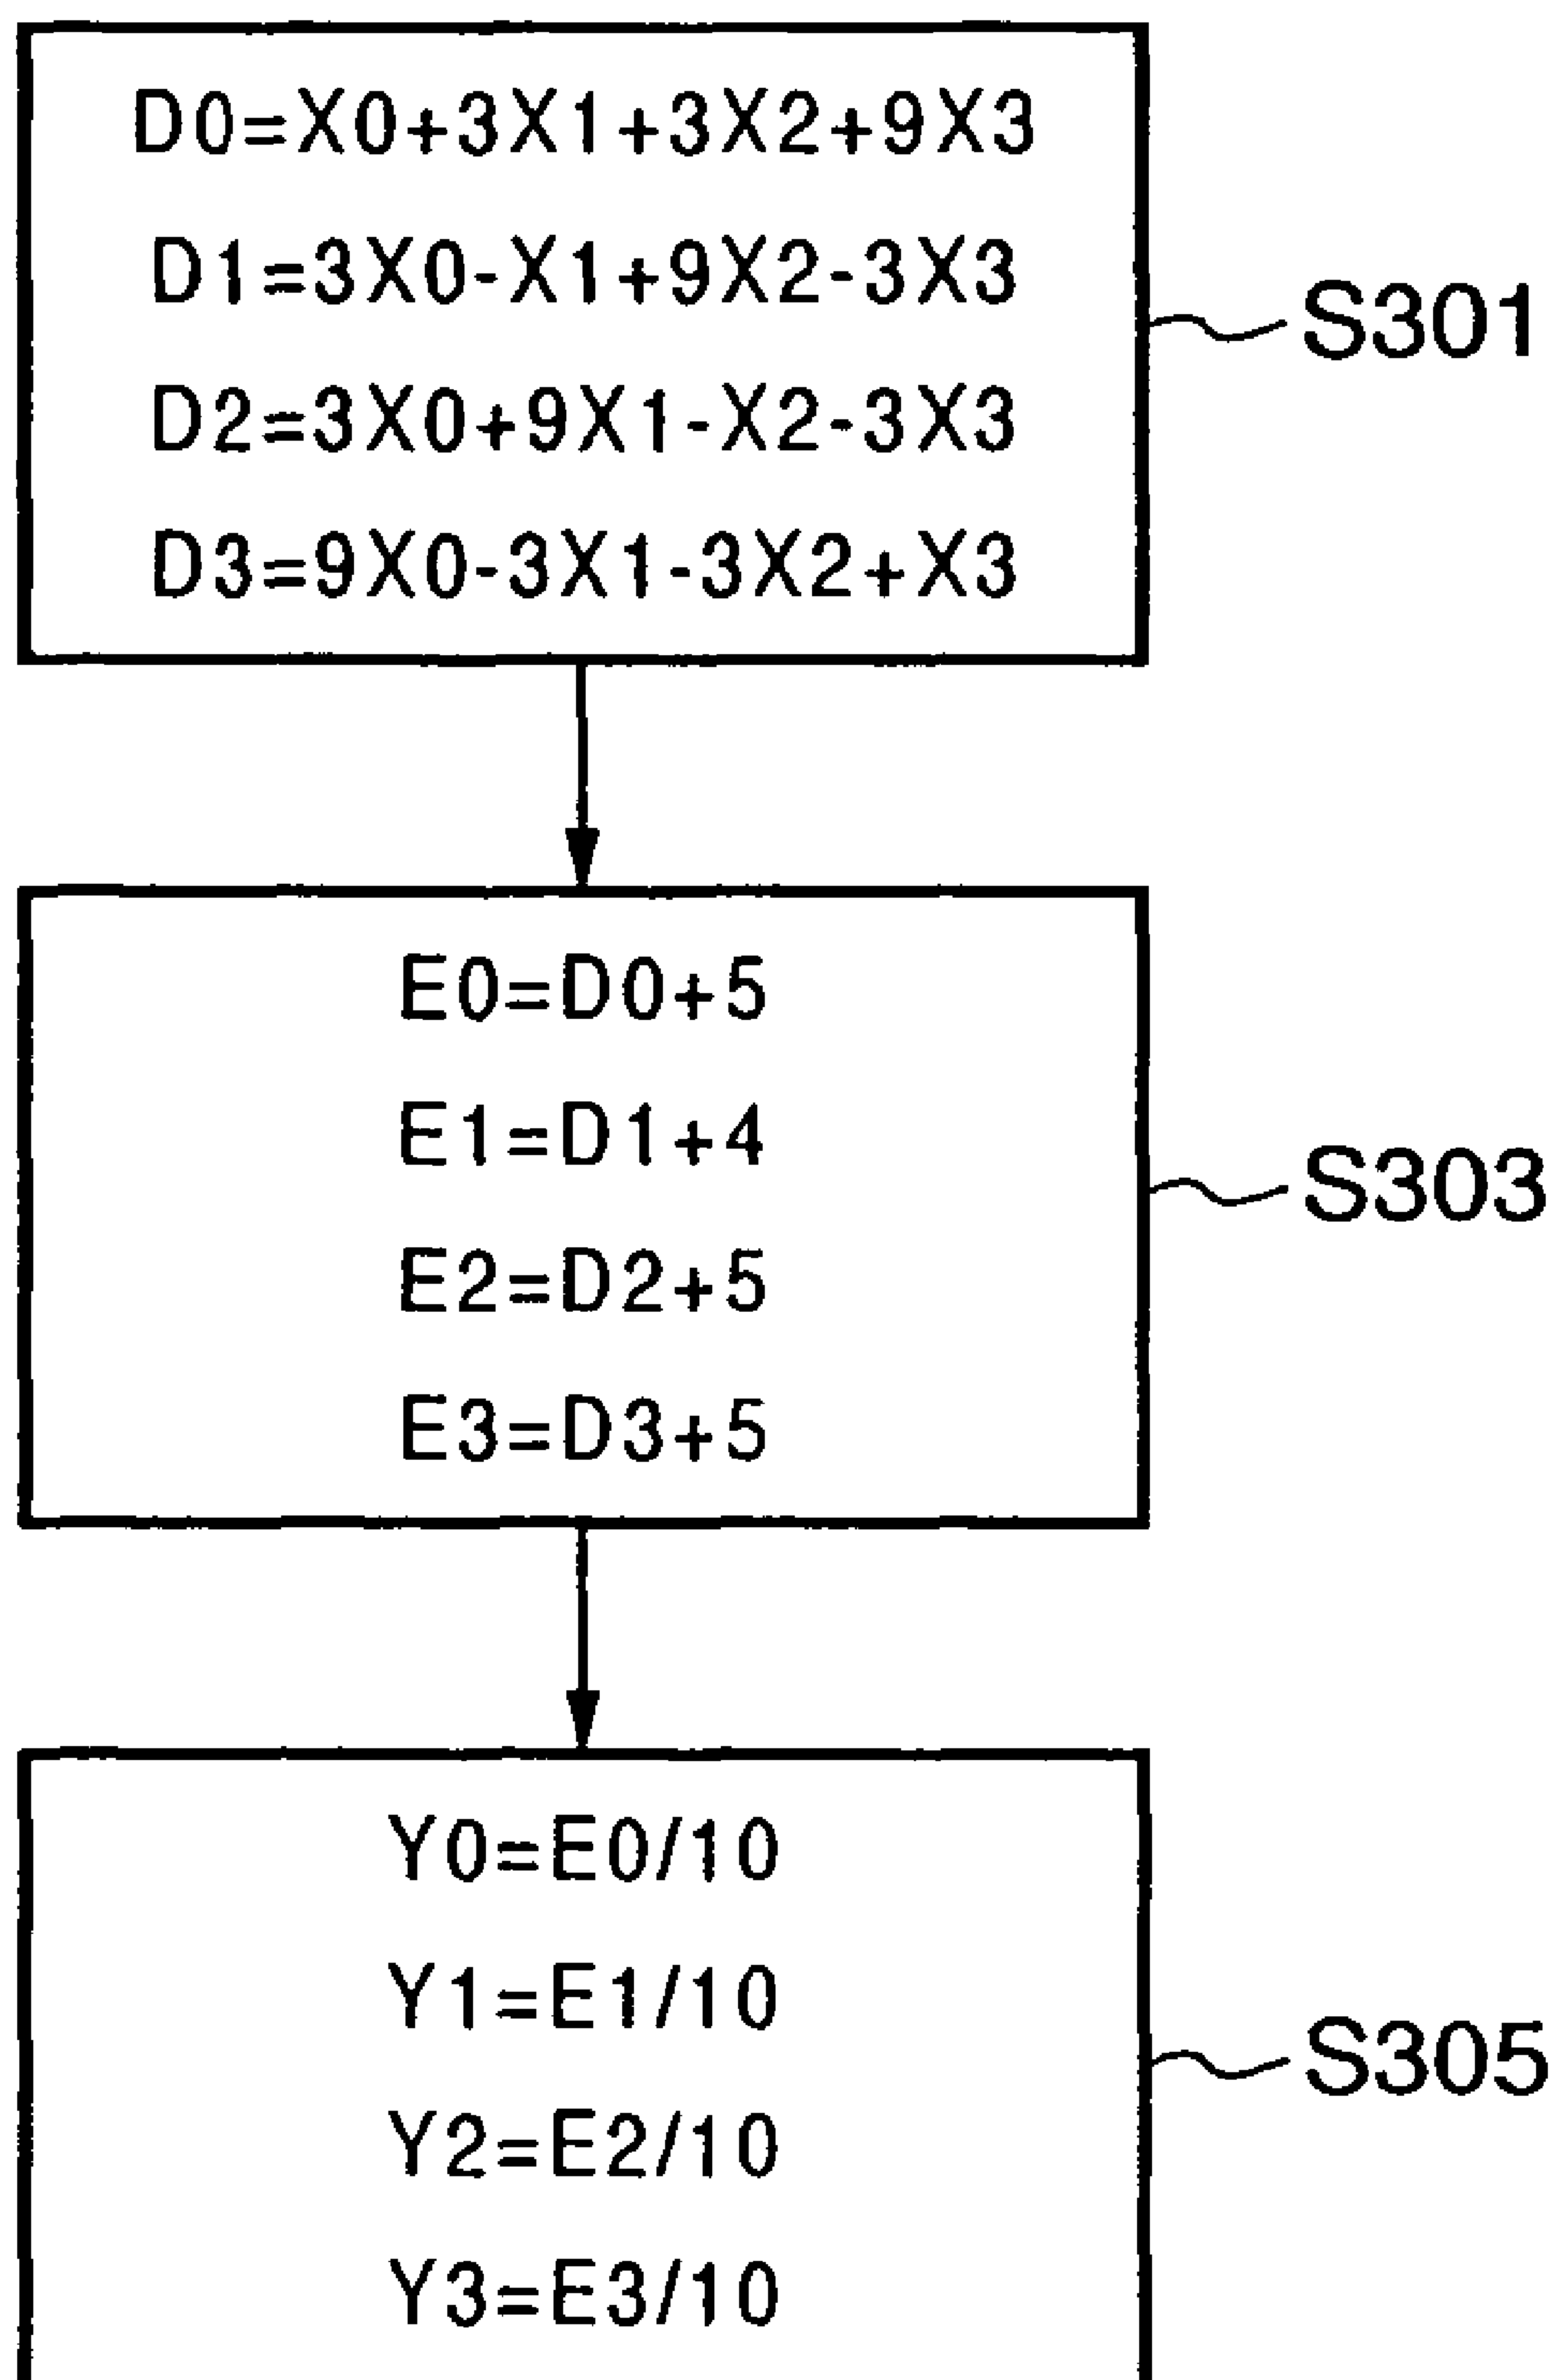 D0=X0+3X1+3X2+9X3
D1=3X0-X1+9X2-3X3
D2=3X0+9X1-X2-3X3
D3=9X0-3X1-3X2+X3
S301
E0=D0+5
E1=D1+4
E2=D2+5
E3=D3+5
S303
Y0=E0/10
Y1=E1/10
Y2=E2/10
Y3=E3/10
S305